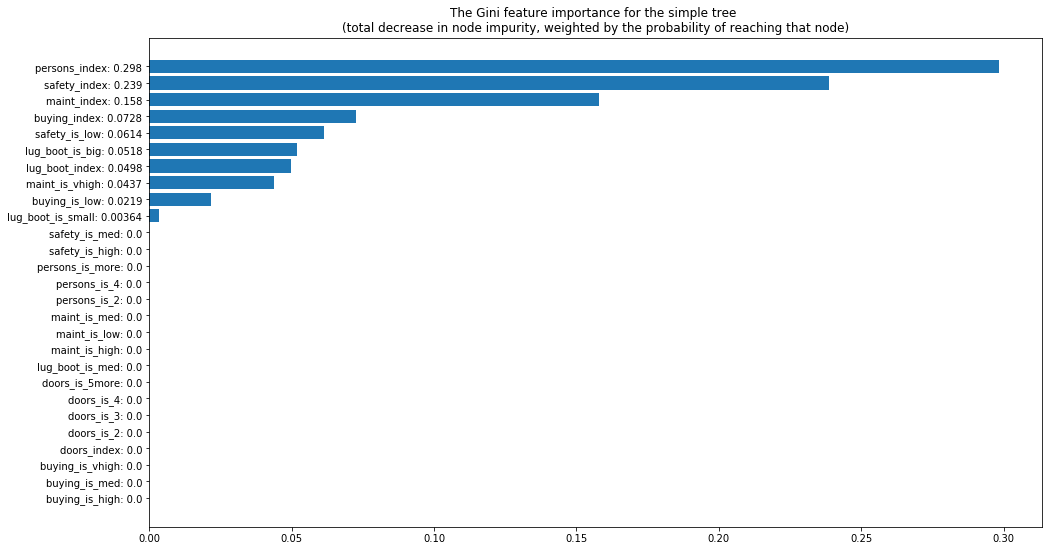 The Gini feature importance for the simple tree
(total decrease in node impurity, weighted by the probability of reaching that node)
persons_index: 0.298
safety_index: 0.239
maint_index: 0.158
buying_index: 0.0728
safety_is_low: 0.0614
lug_boot_is_big: 0.0518
lug_boot_index: 0.0498
maint_is_vhigh: 0.0437
buying_is_low: 0.0219
lug_boot_is_small: 0.00364
safety_is_med: 0.0
safety_is_high: 0.0
persons_is_more: 0.0
persons_is_4: 0.0
persons_is_2: 0.0
maint_is_med: 0.0
maint_is_low: 0.0
maint_is_high: 0.0
lug_boot_is_med: 0.0
doors_is_5more: 0.0
doors_is_4: 0.0
doors_is_3: 0.0
doors_is_2: 0.0
doors_index: 0.0
buying_is_vhigh: 0.0
buying_is_med: 0.0
buying_is_high: 0.0
0.00 0.05 0.10 0.15 0.20 0.25 0.30